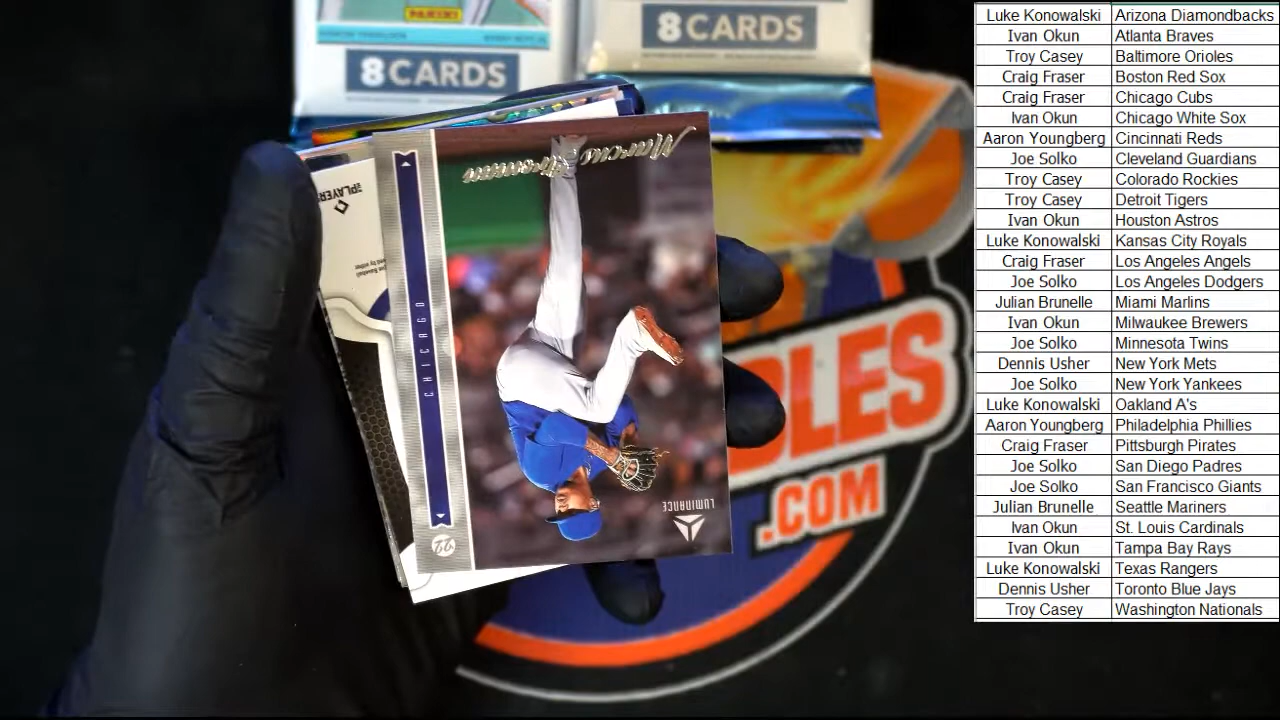 PANINI
8 CARDS
8 CARDS
PLAYER
Marcus Stroman
CHICAGO
22
LUMINANCE
BLES
.COM
Luke Konowalski Arizona Diamondbacks
Ivan Okun Atlanta Braves
Troy Casey Baltimore Orioles
Craig Fraser Boston Red Sox
Craig Fraser Chicago Cubs
Ivan Okun Chicago White Sox
Aaron Youngberg Cincinnati Reds
Joe Solko Cleveland Guardians
Troy Casey Colorado Rockies
Troy Casey Detroit Tigers
Ivan Okun Houston Astros
Luke Konowalski Kansas City Royals
Craig Fraser Los Angeles Angels
Joe Solko Los Angeles Dodgers
Julian Brunelle Miami Marlins
Ivan Okun Milwaukee Brewers
Joe Solko Minnesota Twins
Dennis Usher New York Mets
Joe Solko New York Yankees
Luke Konowalski Oakland A's
Aaron Youngberg Philadelphia Phillies
Craig Fraser Pittsburgh Pirates
Joe Solko San Diego Padres
Joe Solko San Francisco Giants
Julian Brunelle Seattle Mariners
Ivan Okun St. Louis Cardinals
Ivan Okun Tampa Bay Rays
Luke Konowalski Texas Rangers
Dennis Usher Toronto Blue Jays
Troy Casey Washington Nationals